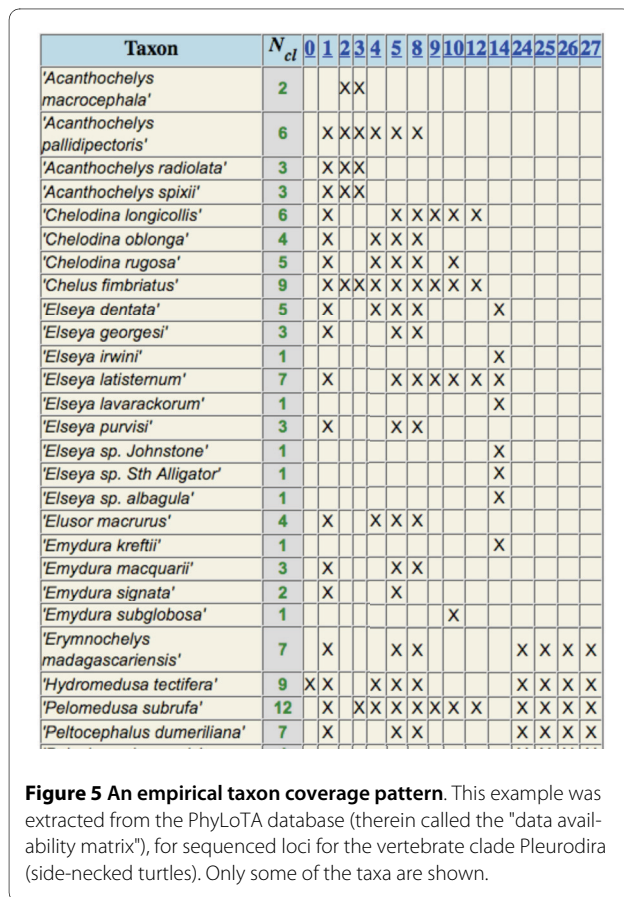 Taxon N_cl 0 1 2 3 4 5 8 9 10 12 14 24 25 26 27
'Acanthochelys
macrocephala' 2 X X
'Acanthochelys
pallidipectoris' 6 X X X X X X
'Acanthochelys radiolata' 3 X X X
'Acanthochelys spixii' 3 X X X
'Chelodina longicollis' 6 X X X X X X
'Chelodina oblonga' 4 X X X X
'Chelodina rugosa' 5 X X X X X
'Chelus fimbriatus' 9 X X X X X X X X X
'Elseya dentata' 5 X X X X X
'Elseya georgesi' 3 X X X
'Elseya irwini' 1 X
'Elseya latisternum' 7 X X X X X X X
'Elseya lavarackorum' 1 X
'Elseya purvisi' 3 X X X
'Elseya sp. Johnstone' 1 X
'Elseya sp. Sth Alligator' 1 X
'Elseya sp. albagula' 1 X
'Elusor macrurus' 4 X X X X
'Emydura kreftii' 1 X
'Emydura macquarii' 3 X X X
'Emydura signata' 2 X X
'Emydura subglobosa' 1 X
'Erymnochelys
madagascariensis' 7 X X X X X X X
'Hydromedusa tectifera' 9 X X X X X X X X X
'Pelomedusa subrufa' 12 X X X X X X X X X X X X
'Peltocephalus dumeriliana' 7 X X X X X X X
Figure 5 An empirical taxon coverage pattern. This example was
extracted from the PhyLoTA database (therein called the "data avail-
ability matrix"), for sequenced loci for the vertebrate clade Pleurodira
(side-necked turtles). Only some of the taxa are shown.